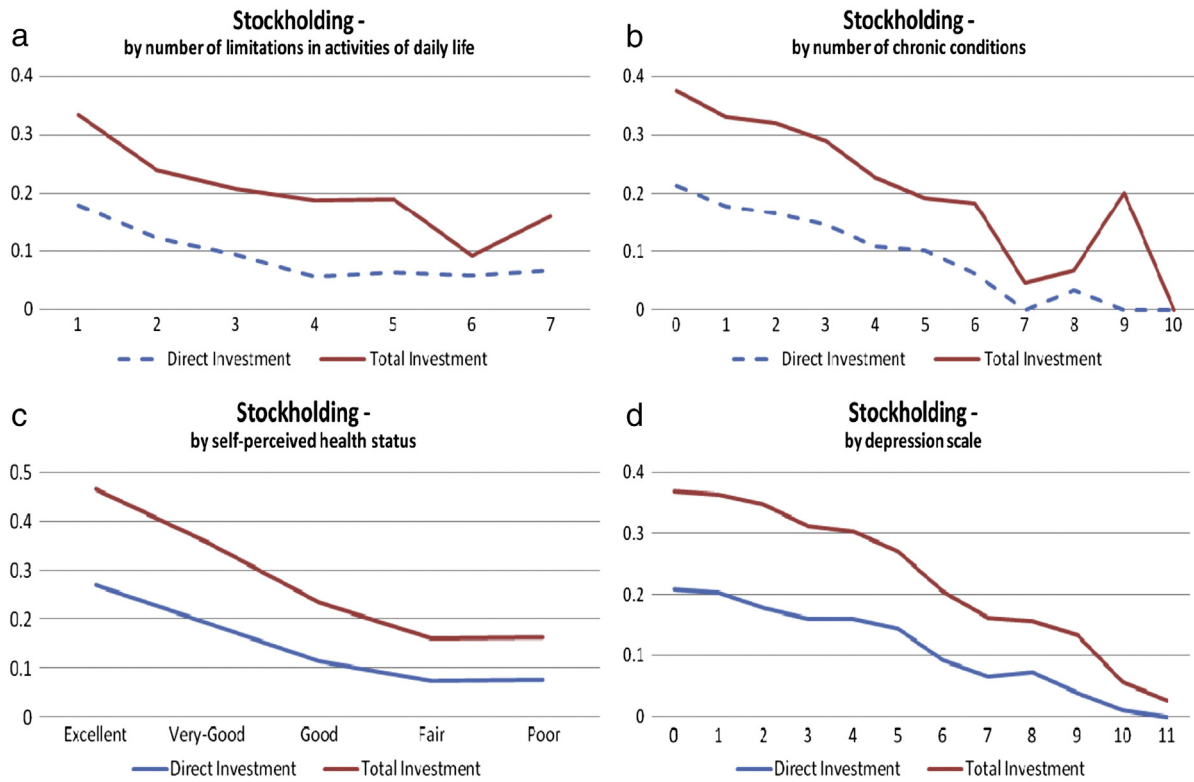 a
Stockholding -
by number of limitations in activities of daily life
0.4
0.3
0.2
0.1
0
1 2 3 4 5 6 7
Direct Investment Total Investment
b
Stockholding -
by number of chronic conditions
0.4
0.3
0.2
0.1
0
0 1 2 3 4 5 6 7 8 9 10
Direct Investment Total Investment
c
Stockholding -
by self-perceived health status
0.5
0.4
0.3
0.2
0.1
0
Excellent Very-Good Good Fair Poor
Direct Investment Total Investment
d
Stockholding -
by depression scale
0.4
0.3
0.2
0.1
0
0 1 2 3 4 5 6 7 8 9 10 11
Direct Investment Total Investment